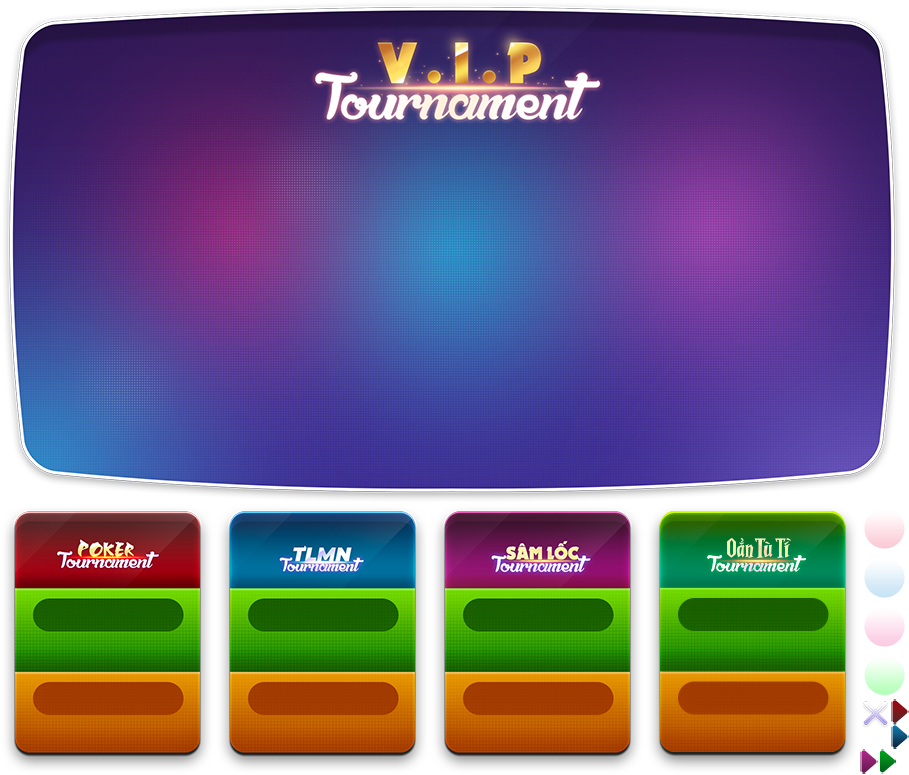 V.I.P
Tournament
POKER
Tournament
TLMN
Tournament
SÂM LỐC
Tournament
Oẳn Tù Tì
Tournament